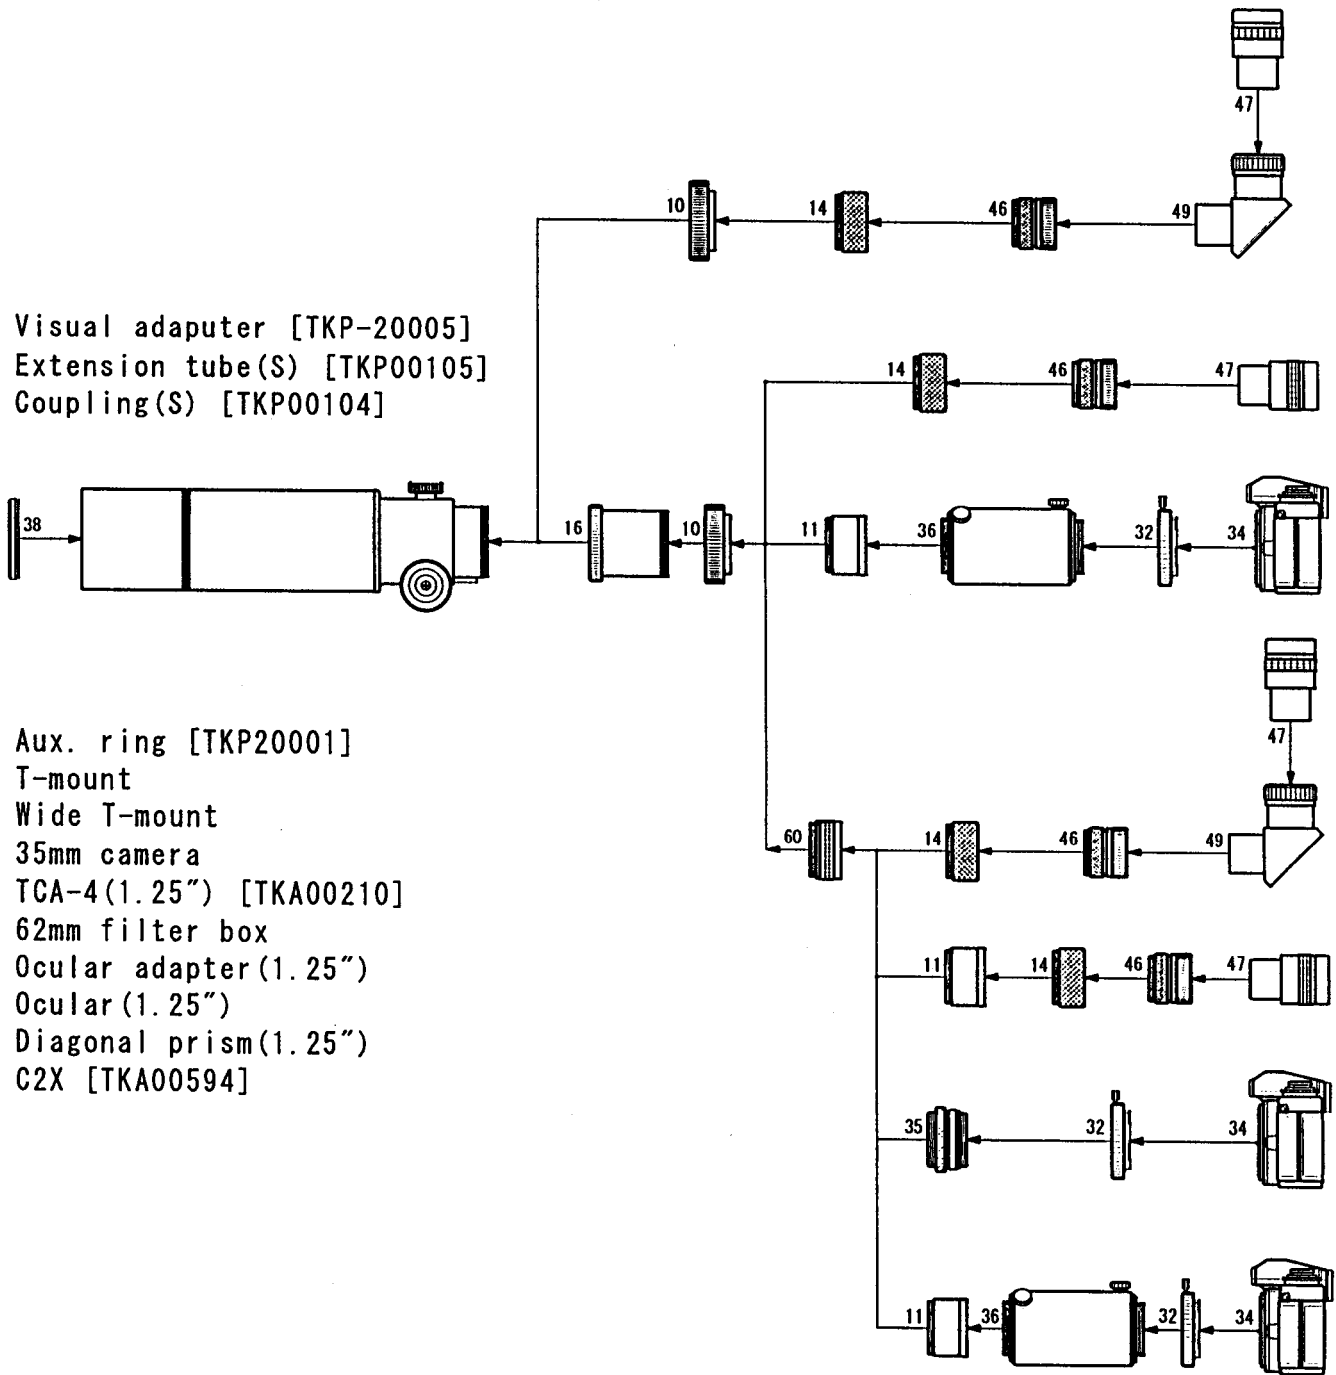 47
10
14
46
49
Visual adaputer [TKP-20005]
Extension tube(S) [TKP00105]
Coupling(S) [TKP00104]
14
46
47
38
16
10
11
36
32
34
47
Aux. ring [TKP20001]
T-mount
Wide T-mount
35mm camera
TCA-4(1.25″) [TKA00210]
62mm filter box
Ocular adapter(1.25″)
Ocular(1.25″)
Diagonal prism(1.25″)
C2X [TKA00594]
60
14
46
49
11
14
46
47
35
32
34
11
36
32
34